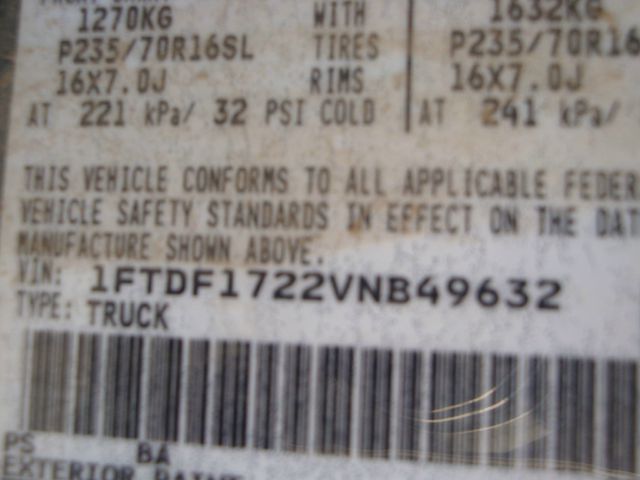 1270KG WITH 1632KG
P235/70R16SL TIRES P235/70R16
16X7.0J RIMS 16X7.0J
AT 221 kPa/ 32 PSI COLD AT 241 kPa/
THIS VEHICLE CONFORMS TO ALL APPLICABLE FEDER
VEHICLE SAFETY STANDARDS IN EFFECT ON THE DAT
MANUFACTURE SHOWN ABOVE.
VIN: 1FTDF1722VNB49632
TYPE: TRUCK
PS BA
EXTERIOR PAINT